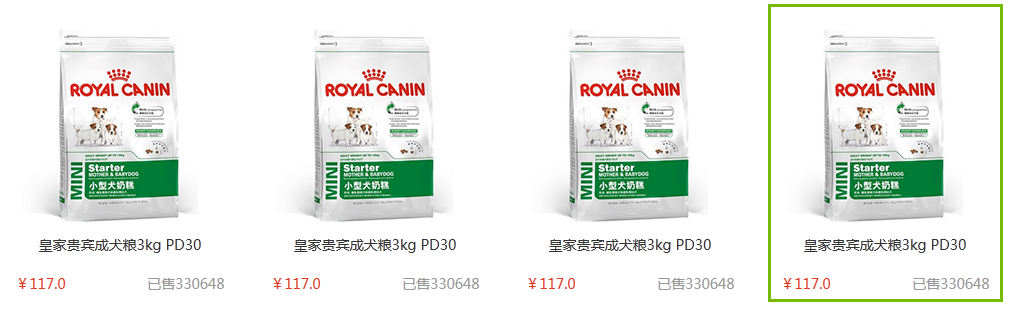 ROYAL CANIN
MINI
Starter
MOTHER & BABYDOG
小型犬奶糕
ROYAL CANIN
MINI
Starter
MOTHER & BABYDOG
小型犬奶糕
ROYAL CANIN
MINI
Starter
MOTHER & BABYDOG
小型犬奶糕
ROYAL CANIN
MINI
Starter
MOTHER & BABYDOG
小型犬奶糕
皇家贵宾成犬粮3kg PD30
皇家贵宾成犬粮3kg PD30
皇家贵宾成犬粮3kg PD30
皇家贵宾成犬粮3kg PD30
¥117.0 已售330648
¥117.0 已售330648
¥117.0 已售330648
¥117.0 已售330648